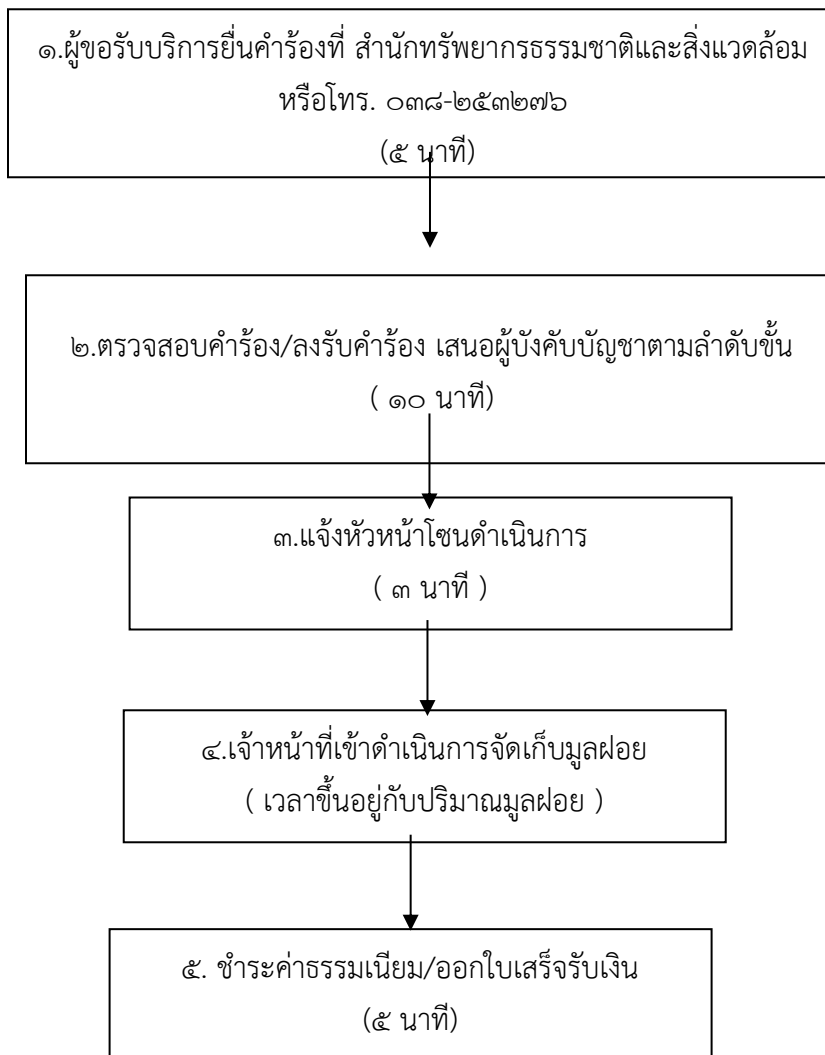 ๑.ผู้ขอรับบริการยื่นคำร้องที่ สำนักทรัพยากรธรรมชาติและสิ่งแวดล้อม
หรือโทร. ๐๓๘-๒๕๓๒๗๖
(๕ นาที)
๒.ตรวจสอบคำร้อง/ลงรับคำร้อง เสนอผู้บังคับบัญชาตามลำดับขั้น
( ๑๐ นาที)
๓.แจ้งหัวหน้าโซนดำเนินการ
( ๓ นาที )
๔.เจ้าหน้าที่เข้าดำเนินการจัดเก็บมูลฝอย
( เวลาขึ้นอยู่กับปริมาณมูลฝอย )
๕. ชำระค่าธรรมเนียม/ออกใบเสร็จรับเงิน
(๕ นาที)